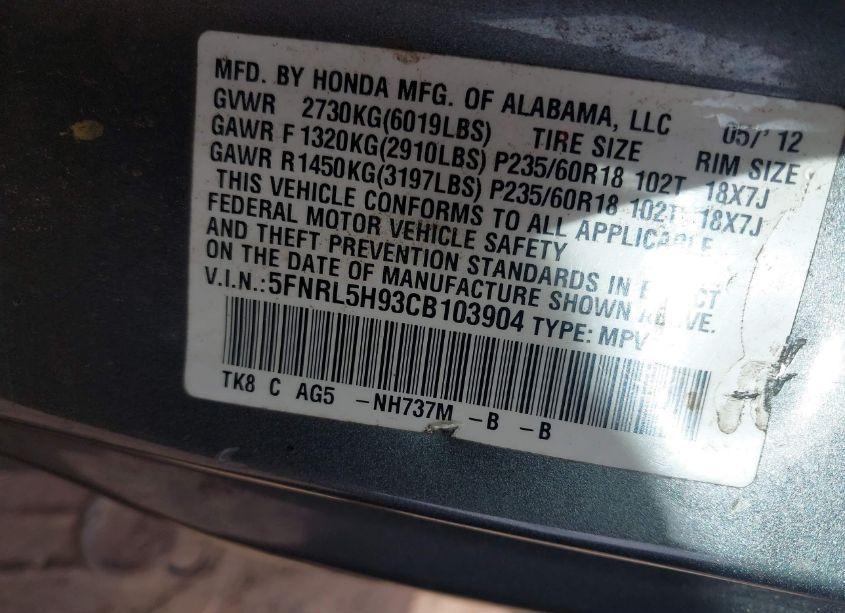 MFD. BY HONDA MFG. OF ALABAMA, LLC 05/' 12
GVWR 2730KG(6019LBS) TIRE SIZE RIM SIZE
GAWR F 1320KG(2910LBS) P235/60R18 102T 18X7J
GAWR R1450KG(3197LBS) P235/60R18 102T 18X7J
THIS VEHICLE CONFORMS TO ALL APPLICABLE
FEDERAL MOTOR VEHICLE SAFETY
AND THEFT PREVENTION STANDARDS IN EFFECT
ON THE DATE OF MANUFACTURE SHOWN ABOVE.
V.I.N.:5FNRL5H93CB103904 TYPE: MPV
TK8 C AG5 -NH737M -B -B